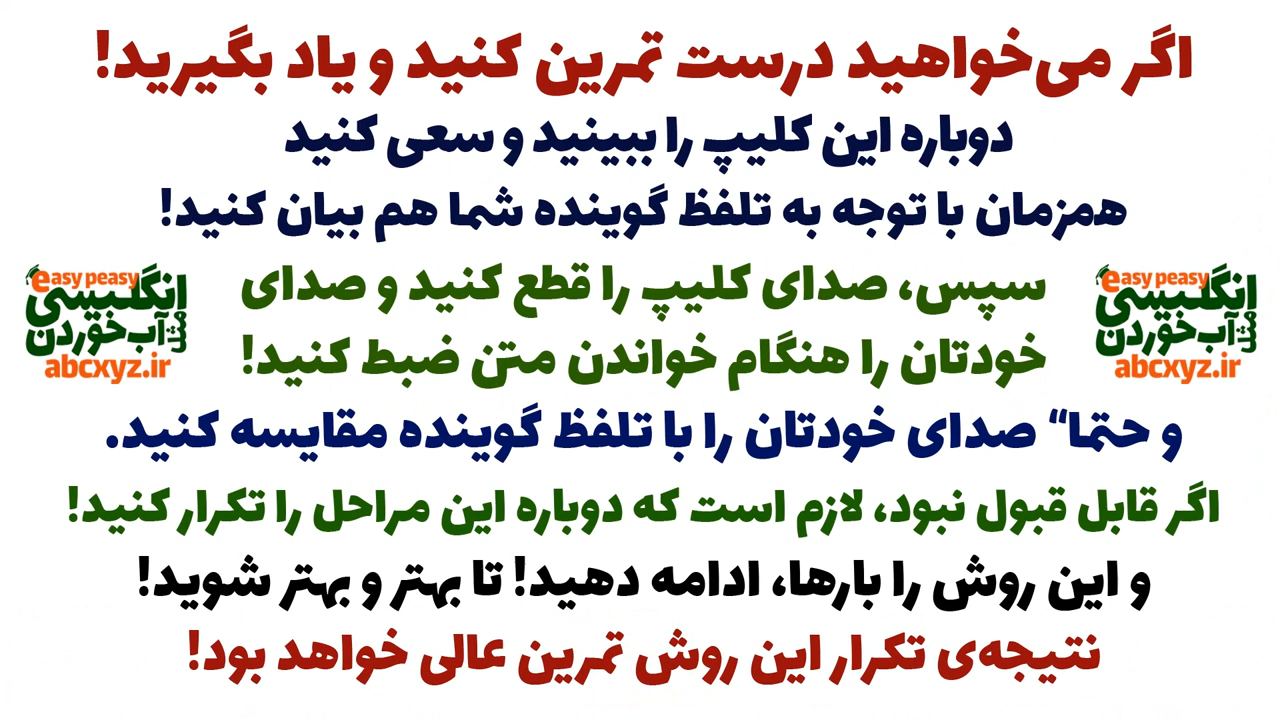 اگر می‌خواهید درست تمرین کنید و یاد بگیرید!
دوباره این کلیپ را ببینید و سعی کنید
همزمان با توجه به تلفظ گوینده شما هم بیان کنید!
سپس، صدای کلیپ را قطع کنید و صدای
خودتان را هنگام خواندن متن ضبط کنید!
و حتما“ صدای خودتان را با تلفظ گوینده مقایسه کنید.
اگر قابل قبول نبود، لازم است که دوباره این مراحل را تکرار کنید!
و این روش را بارها، ادامه دهید! تا بهتر و بهتر شوید!
نتیجه‌ی تکرار این روش تمرین عالی خواهد بود!
easy peasy
انگلیسی
مثل آب‌خوردن
abcxyz.ir
easy peasy
انگلیسی
مثل آب‌خوردن
abcxyz.ir